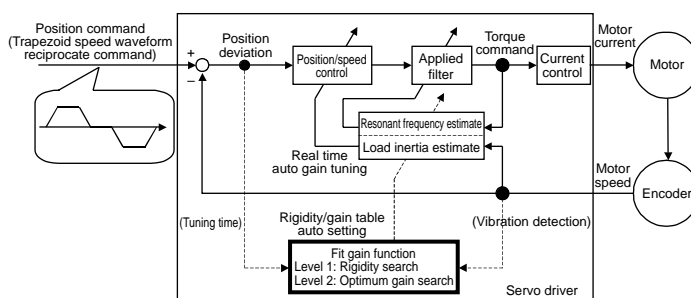 Position command
(Trapezoid speed waveform
reciprocate command)
+
−
Position
deviation
Position/speed
control
Applied
filter
Torque
command
Current
control
Motor
current
Motor
Resonant frequency estimate
Load inertia estimate
Real time
auto gain tuning
Motor
speed
Encoder
(Tuning time)
Rigidity/gain table
auto setting
(Vibration detection)
Fit gain function
Level 1: Rigidity search
Level 2: Optimum gain search
Servo driver